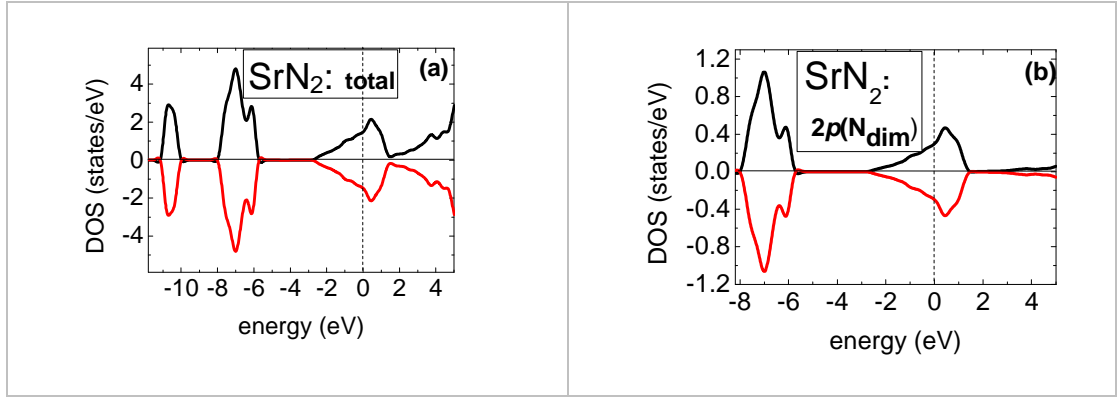 SrN2: total
(a)
DOS (states/eV)
4
2
0
-2
-4
-10 -8 -6 -4 -2 0 2 4
energy (eV)
SrN2:
2p(Ndim)
(b)
DOS (states/eV)
1.2
0.8
0.4
0.0
-0.4
-0.8
-1.2
-8 -6 -4 -2 0 2 4
energy (eV)